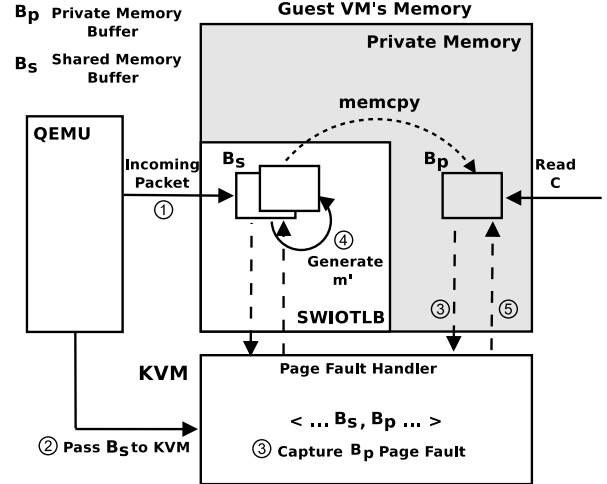 Bp Private Memory
Buffer
Bs Shared Memory
Buffer
Guest VM's Memory
Private Memory
QEMU
memcpy
Incoming
Packet
①
Bs
Bp
Read
C
④
Generate
m'
③
⑤
SWIOTLB
KVM
Page Fault Handler
< ... Bs, Bp ... >
② Pass Bs to KVM
③ Capture Bp Page Fault